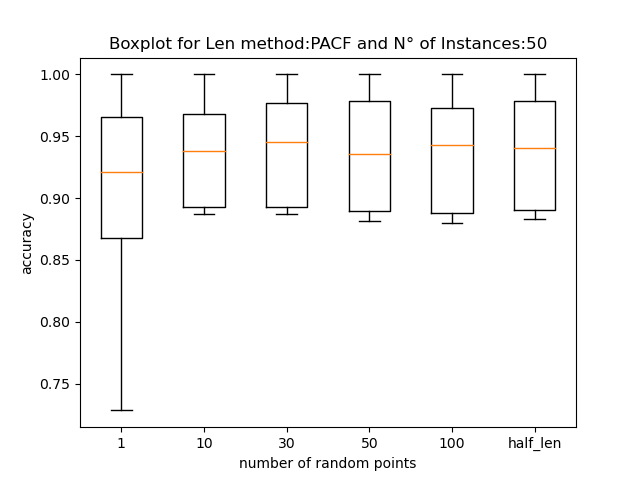 Boxplot for Len method:PACF and N° of Instances:50
1.00
0.95
0.90
0.85
0.80
0.75
accuracy
1 10 30 50 100 half_len
number of random points